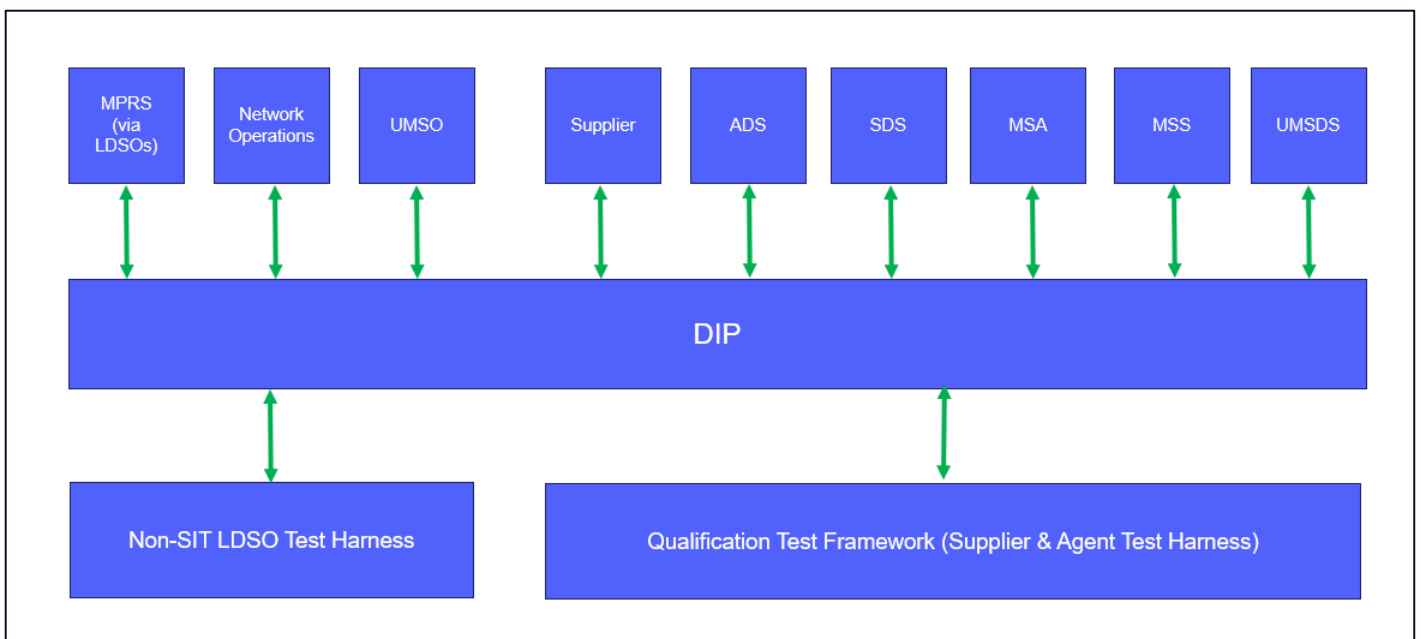 MPRS
(via
LDSOs)
Network
Operations
UMSO
Supplier
ADS
SDS
MSA
MSS
UMSDS
DIP
Non-SIT LDSO Test Harness
Qualification Test Framework (Supplier & Agent Test Harness)